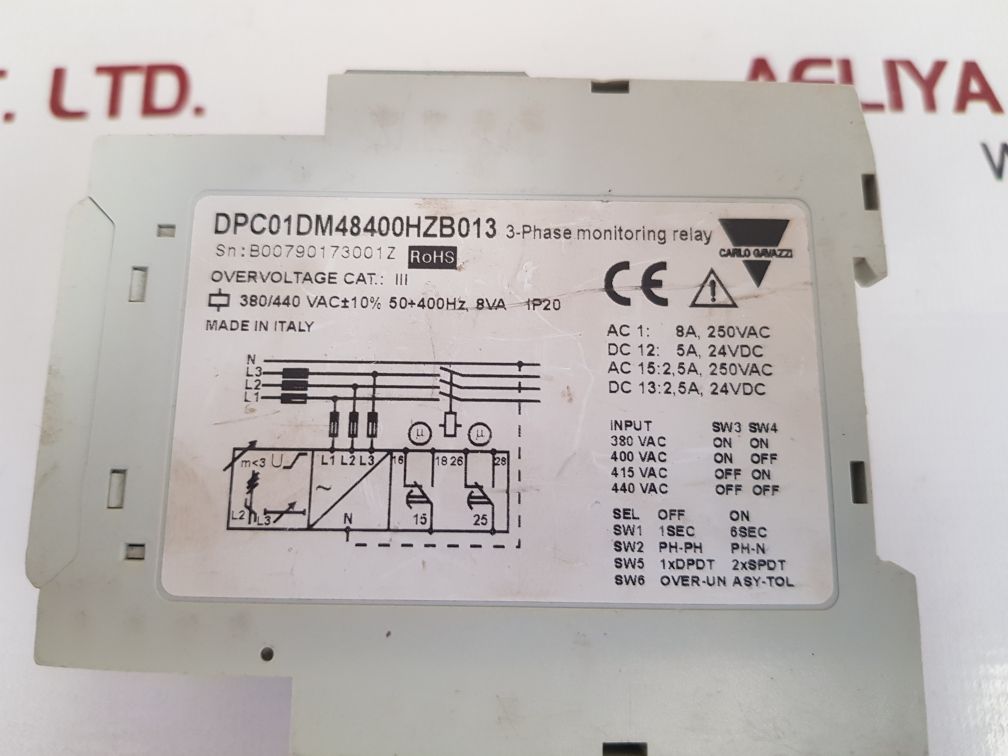 T. LTD.
AELIYA
W
DPC01DM48400HZB013 3-Phase monitoring relay
Sn:B00790173001Z RoHS
CARLO GAVAZZI
OVERVOLTAGE CAT.: III
380/440 VAC±10% 50÷400Hz, 8VA IP20
CE
MADE IN ITALY
AC 1: 8A, 250VAC
DC 12: 5A, 24VDC
AC 15:2,5A, 250VAC
DC 13:2,5A, 24VDC
N
L3
L2
L1
µ µ
m<3 U L1 L2 L3 16 18 26 28
~
L2 L3 N 15 25
INPUT SW3 SW4
380 VAC ON ON
400 VAC ON OFF
415 VAC OFF ON
440 VAC OFF OFF
SEL OFF ON
SW1 1SEC 6SEC
SW2 PH-PH PH-N
SW5 1xDPDT 2xSPDT
SW6 OVER-UN ASY-TOL